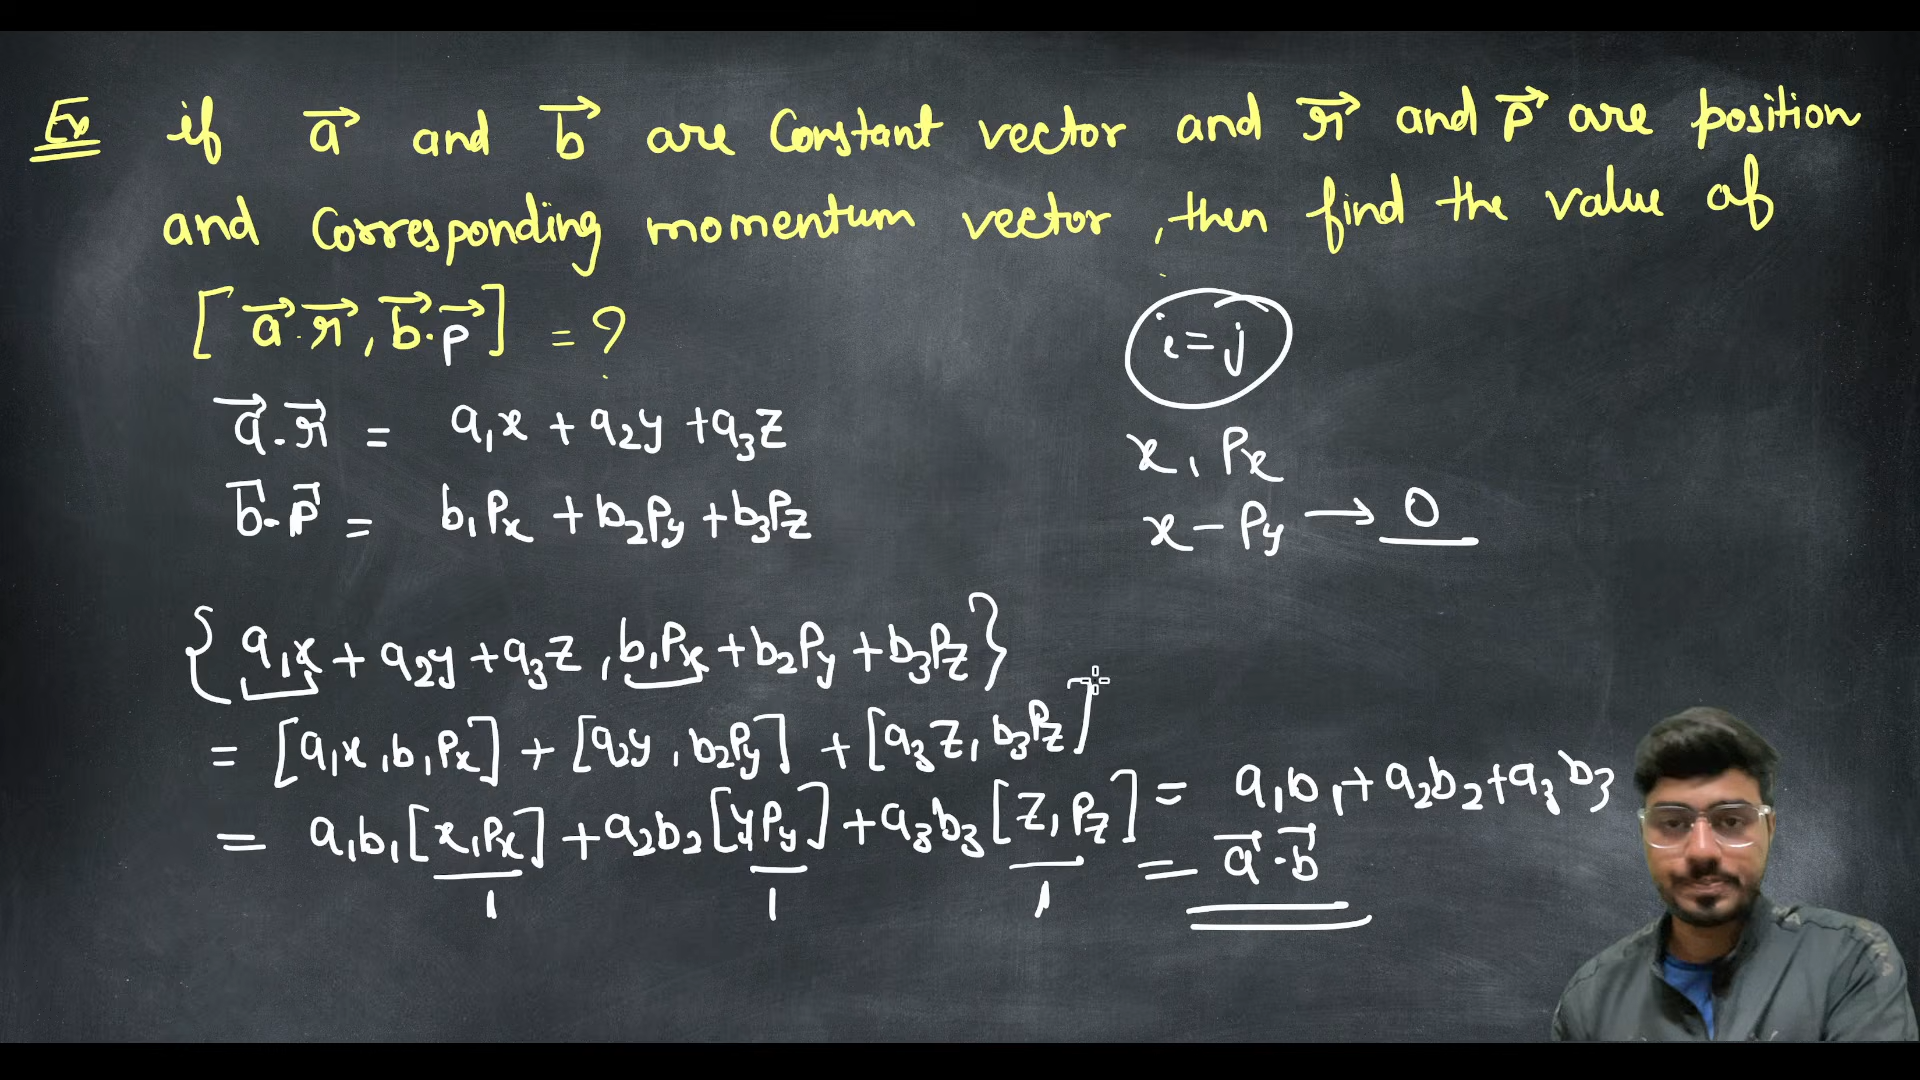 Ex if a⃗ and b⃗ are constant vector and r⃗ and p⃗ are position
and corresponding momentum vector, then find the value of
[a⃗·r⃗, b⃗·p⃗] = ?
i=j
a⃗·r⃗ = a₁x + a₂y + a₃z
x, Px
b⃗·p⃗ = b₁Px + b₂Py + b₃Pz
x – Py → 0
{a₁x + a₂y + a₃z, b₁Px + b₂Py + b₃Pz}
= [a₁x, b₁Px] + [a₂y, b₂Py] + [a₃z, b₃Pz]
= a₁b₁[x, Px] + a₂b₂[y Py] + a₃b₃[z, Pz] = a₁b₁ + a₂b₂ + a₃b₃
1 1 1 = a⃗·b⃗